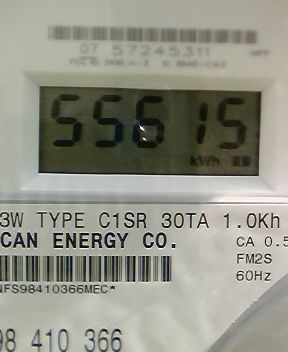 07 57245311
55615
kWh
3W TYPE C1SR 30TA 1.0Kh
CAN ENERGY CO.
CA 0.5
FM2S
60Hz
NFS98410366MEC*
98 410 366